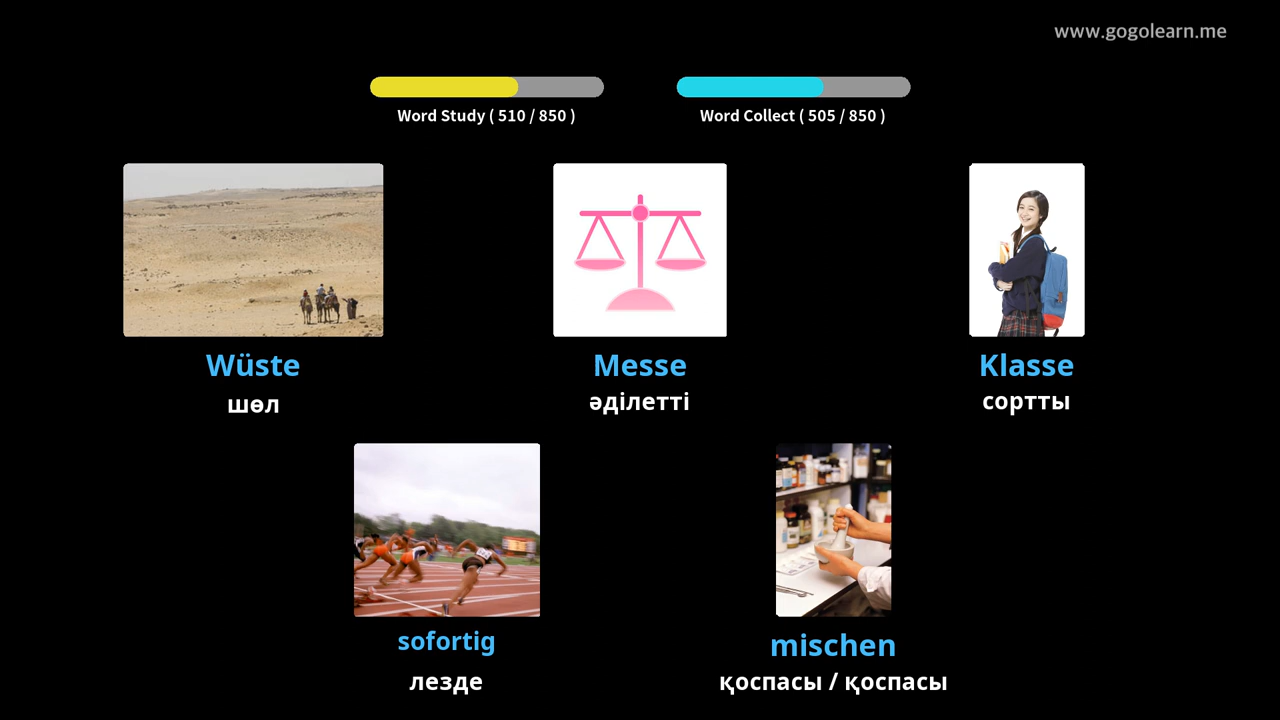 www.gogolearn.me
Word Study ( 510 / 850 )
Word Collect ( 505 / 850 )
Wüste
шөл
Messe
әділетті
Klasse
сортты
sofortig
лезде
mischen
қоспасы / қоспасы